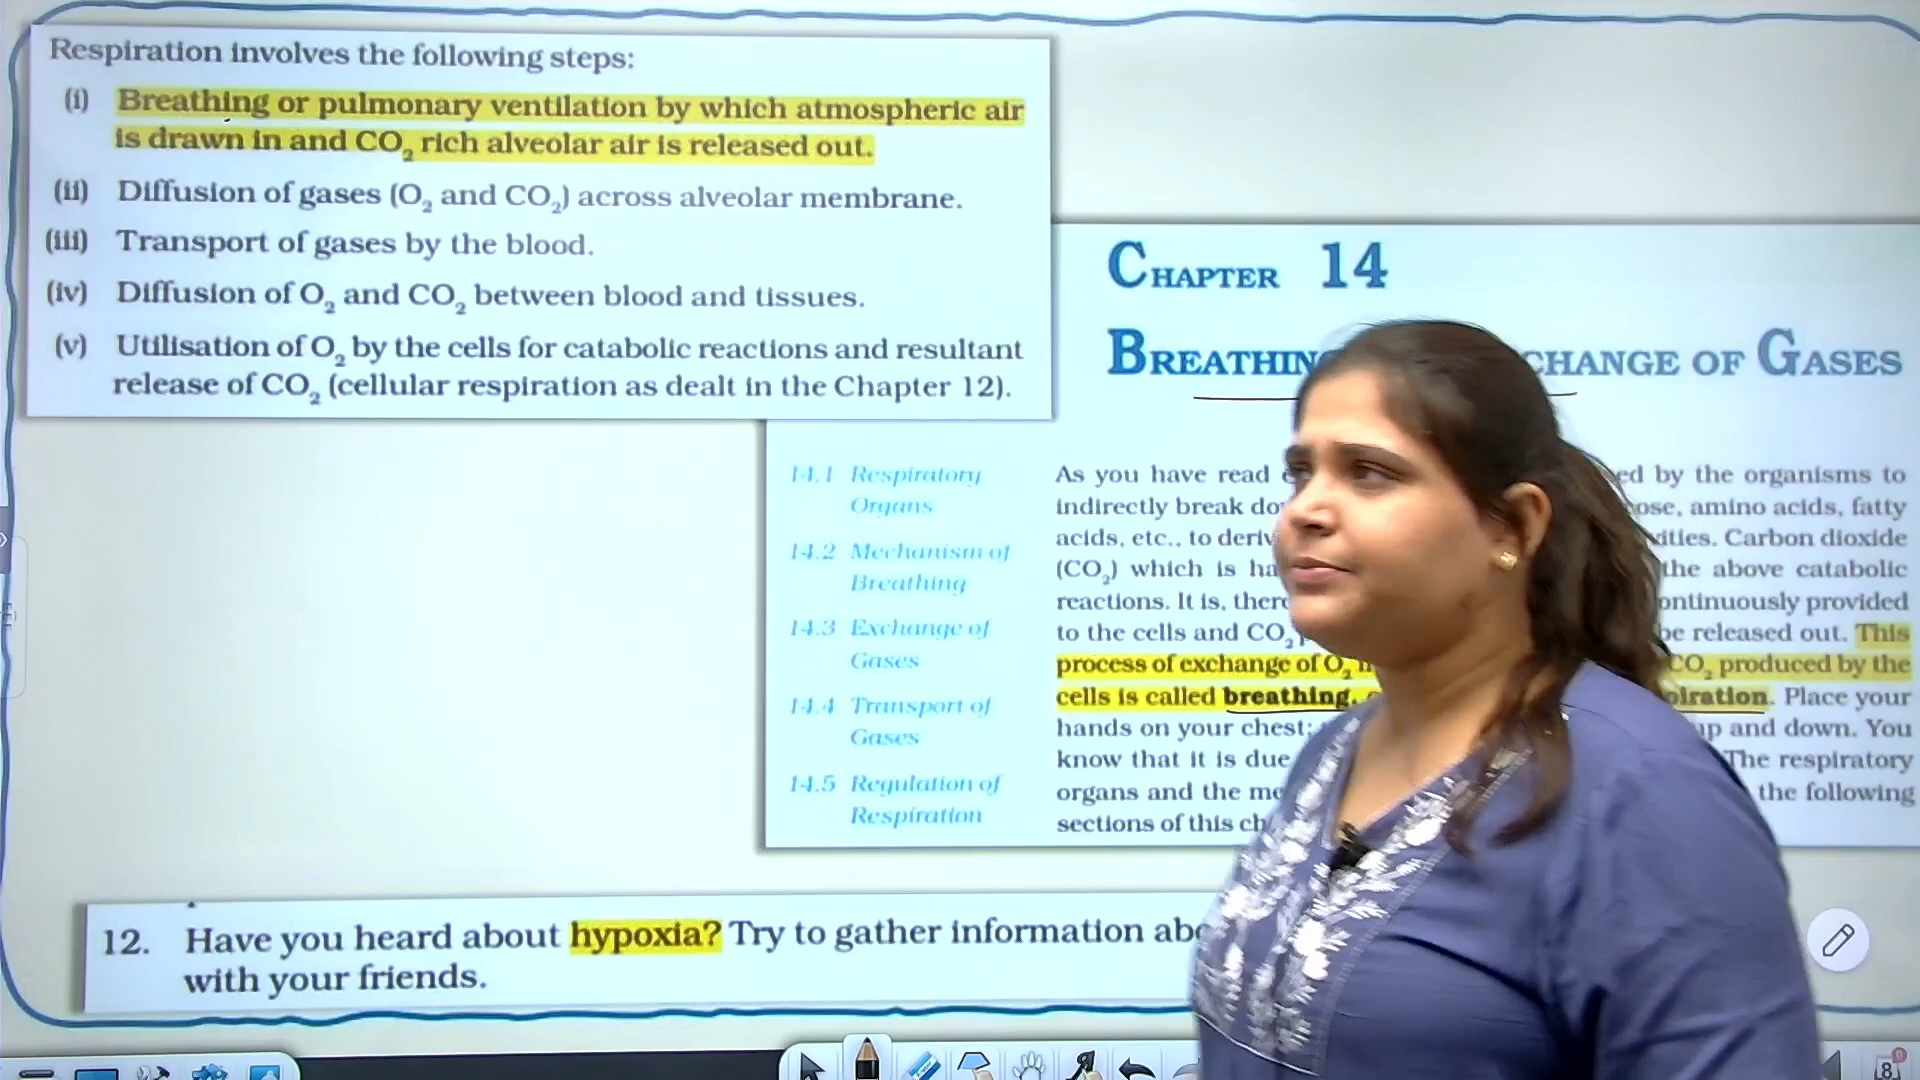 Respiration involves the following steps:
(i) Breathing or pulmonary ventilation by which atmospheric air
is drawn in and CO₂ rich alveolar air is released out.
(ii) Diffusion of gases (O₂ and CO₂) across alveolar membrane.
(iii) Transport of gases by the blood.
(iv) Diffusion of O₂ and CO₂ between blood and tissues.
(v) Utilisation of O₂ by the cells for catabolic reactions and resultant
release of CO₂ (cellular respiration as dealt in the Chapter 12).
CHAPTER 14
BREATHIN CHANGE OF GASES
14.1 Respiratory
Organs
14.2 Mechanism of
Breathing
14.3 Exchange of
Gases
14.4 Transport of
Gases
14.5 Regulation of
Respiration
As you have read ed by the organisms to
indirectly break do ose, amino acids, fatty
acids, etc., to deriv ities. Carbon dioxide
(CO₂) which is ha the above catabolic
reactions. It is, there ontinuously provided
to the cells and CO₂ be released out. This
process of exchange of O₂ CO₂ produced by the
cells is called breathing, piration. Place your
hands on your chest; up and down. You
know that it is due The respiratory
organs and the me the following
sections of this ch
12. Have you heard about hypoxia? Try to gather information abo
with your friends.
8